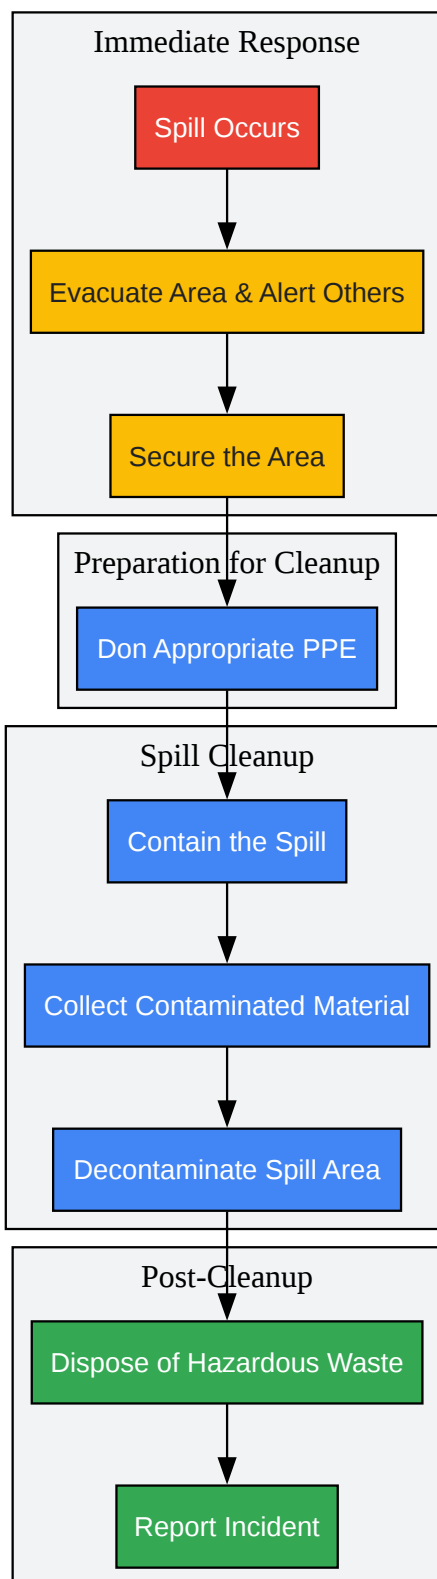 Immediate Response
Spill Occurs
Evacuate Area & Alert Others
Secure the Area
Preparation for Cleanup
Don Appropriate PPE
Spill Cleanup
Contain the Spill
Collect Contaminated Material
Decontaminate Spill Area
Post-Cleanup
Dispose of Hazardous Waste
Report Incident